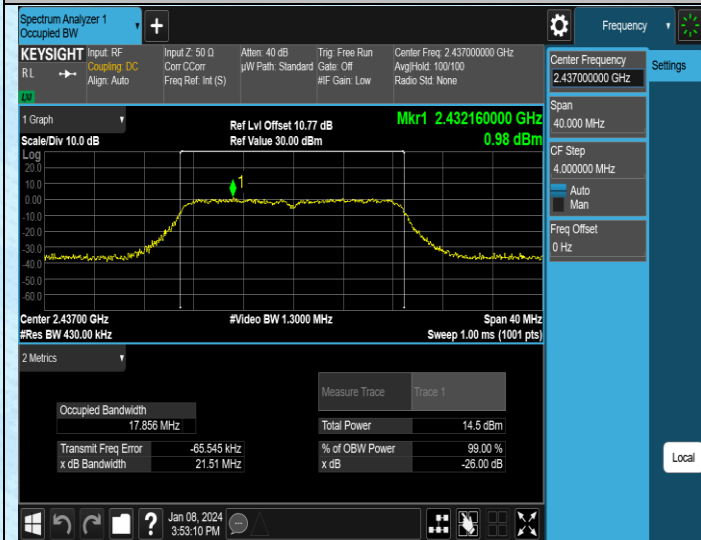 Spectrum Analyzer 1
Occupied BW
Frequency
KEYSIGHT
R L
LXI
Input: RF
Coupling: DC
Align: Auto
Input Z: 50 Ω
Corr CCorr
Freq Ref: Int (S)
Atten: 40 dB
µW Path: Standard
Trig: Free Run
Gate: Off
#IF Gain: Low
Center Freq: 2.437000000 GHz
Avg|Hold: 100/100
Radio Std: None
Center Frequency
2.437000000 GHz
Settings
Span
40.000 MHz
CF Step
4.000000 MHz
Auto
Man
Freq Offset
0 Hz
Local
1 Graph
Scale/Div 10.0 dB
Ref Lvl Offset 10.77 dB
Ref Value 30.00 dBm
Mkr1 2.432160000 GHz
0.98 dBm
Log
20.0
10.0
0.00
-10.0
-20.0
-30.0
-40.0
-50.0
-60.0
1
Center 2.43700 GHz
#Res BW 430.00 kHz
#Video BW 1.3000 MHz
Span 40 MHz
Sweep 1.00 ms (1001 pts)
2 Metrics
Measure Trace Trace 1
Occupied Bandwidth
17.856 MHz
Total Power 14.5 dBm
Transmit Freq Error -65.545 kHz
% of OBW Power 99.00 %
x dB Bandwidth 21.51 MHz
x dB -26.00 dB
?
Jan 08, 2024
3:53:10 PM